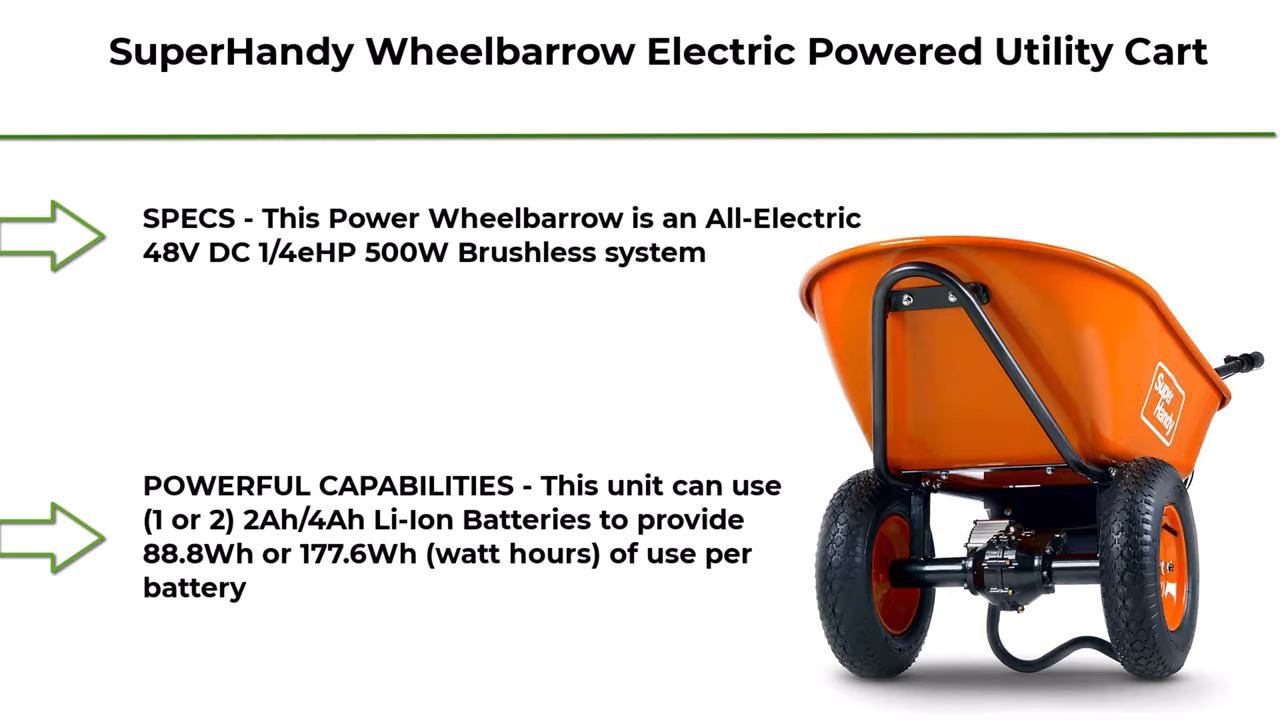 SuperHandy Wheelbarrow Electric Powered Utility Cart
SPECS - This Power Wheelbarrow is an All-Electric
48V DC 1/4eHP 500W Brushless system
POWERFUL CAPABILITIES - This unit can use
(1 or 2) 2Ah/4Ah Li-Ion Batteries to provide
88.8Wh or 177.6Wh (watt hours) of use per
battery
Super
Handy